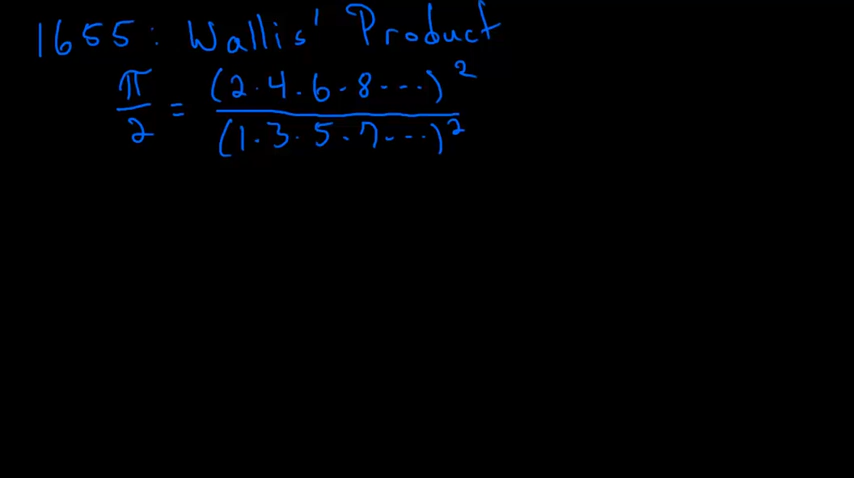 1655: Wallis' Product
π/2 = (2·4·6·8·…)² / (1·3·5·7·…)²